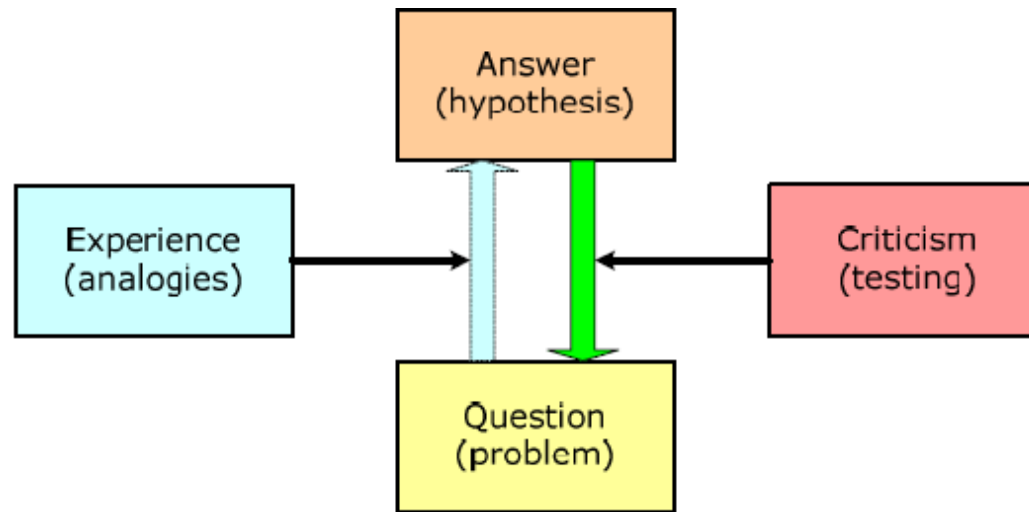 Answer
(hypothesis)
Experience
(analogies)
Criticism
(testing)
Question
(problem)